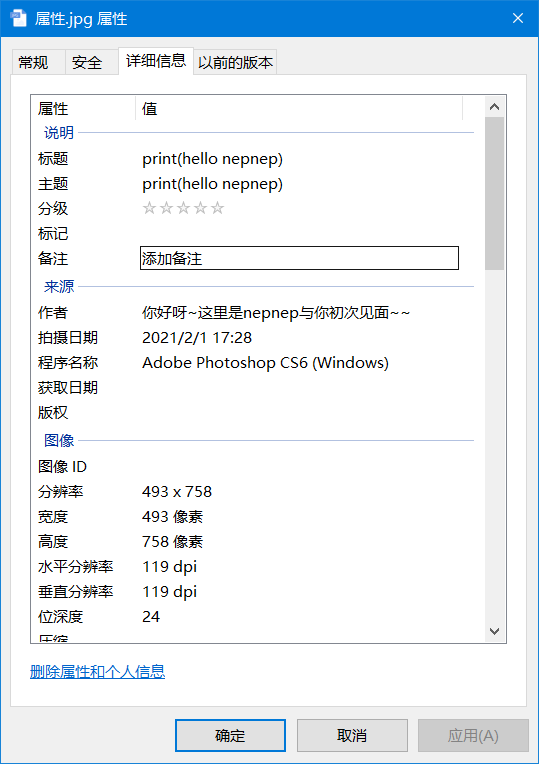 属性.jpg 属性
常规 安全 详细信息 以前的版本
属性 值
说明
标题 print(hello nepnep)
主题 print(hello nepnep)
分级 ☆☆☆☆☆
标记
备注 添加备注
来源
作者 你好呀~这里是nepnep与你初次见面~~
拍摄日期 2021/2/1 17:28
程序名称 Adobe Photoshop CS6 (Windows)
获取日期
版权
图像
图像 ID
分辨率 493 x 758
宽度 493 像素
高度 758 像素
水平分辨率 119 dpi
垂直分辨率 119 dpi
位深度 24
压缩
删除属性和个人信息
确定 取消 应用(A)